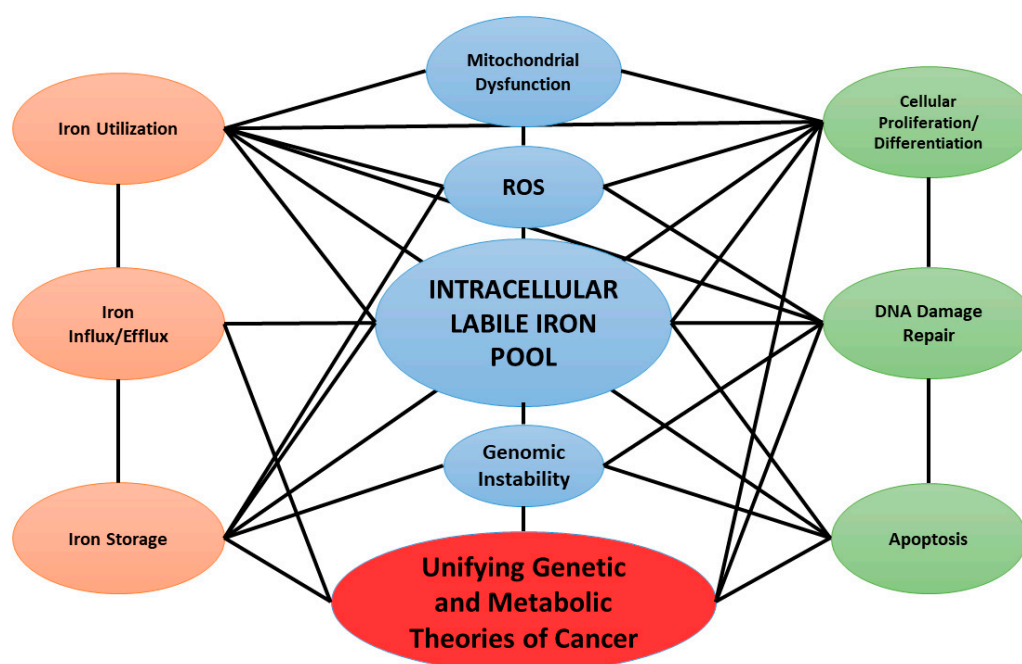 Mitochondrial
Dysfunction
Iron Utilization
Cellular
Proliferation/
Differentiation
ROS
INTRACELLULAR
LABILE IRON
POOL
Iron
Influx/Efflux
DNA Damage
Repair
Genomic
Instability
Iron Storage
Apoptosis
Unifying Genetic
and Metabolic
Theories of Cancer